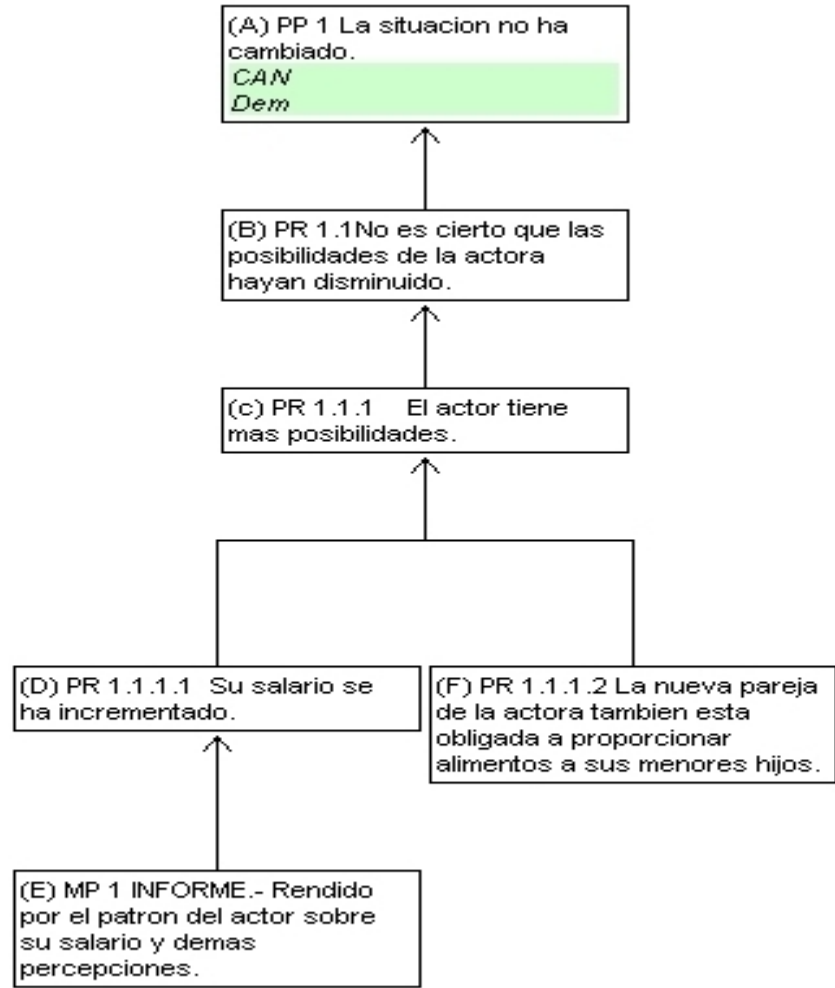 (A) PP 1 La situacion no ha
cambiado.
CAN
Dem
(B) PR 1.1No es cierto que las
posibilidades de la actora
hayan disminuido.
(c) PR 1.1.1 El actor tiene
mas posibilidades.
(D) PR 1.1.1.1 Su salario se
ha incrementado.
(F) PR 1.1.1.2 La nueva pareja
de la actora tambien esta
obligada a proporcionar
alimentos a sus menores hijos.
(E) MP 1 INFORME.- Rendido
por el patron del actor sobre
su salario y demas
percepciones.